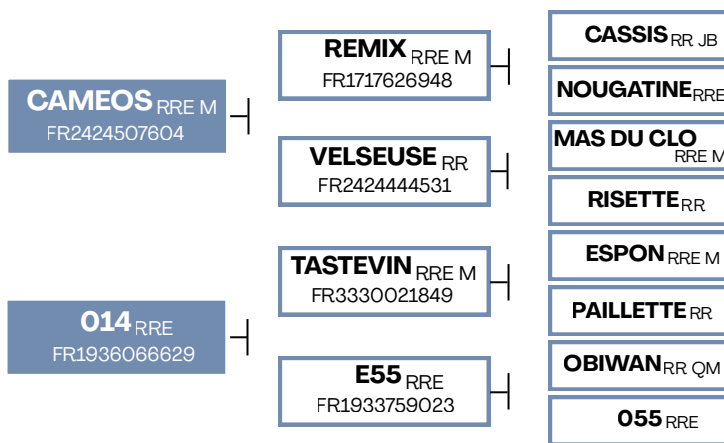 CAMEOS RRE M
FR2424507604
014 RRE
FR1936066629
REMIX RRE M
FR1717626948
VELSEUSE RR
FR2424444531
TASTEVIN RRE M
FR3330021849
E55 RRE
FR1933759023
CASSIS RR JB
NOUGATINE RRE
MAS DU CLO
RRE M
RISETTE RR
ESPON RRE M
PAILLETTE RR
OBIWAN RR QM
055 RRE